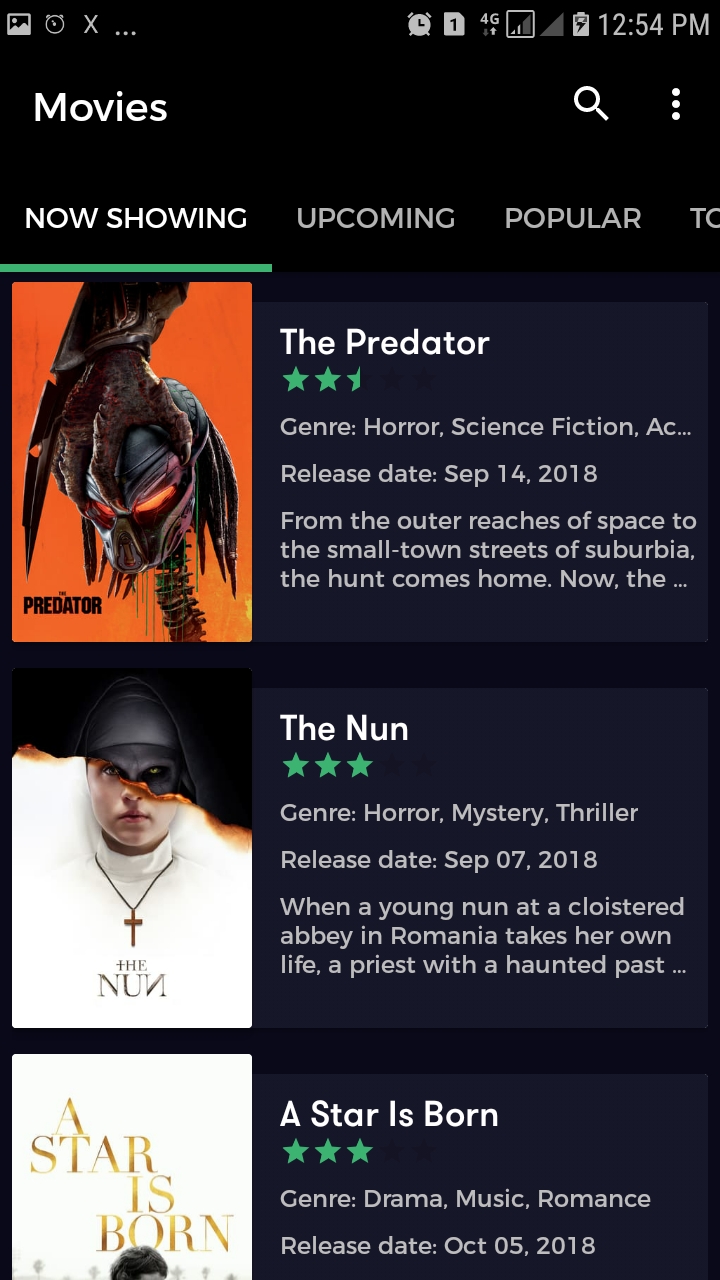 X ... 1 4G 12:54 PM
Movies
NOW SHOWING UPCOMING POPULAR TO
THE
PREDATOR
The Predator
Genre: Horror, Science Fiction, Ac...
Release date: Sep 14, 2018
From the outer reaches of space to
the small-town streets of suburbia,
the hunt comes home. Now, the ...
THE
NUN
The Nun
Genre: Horror, Mystery, Thriller
Release date: Sep 07, 2018
When a young nun at a cloistered
abbey in Romania takes her own
life, a priest with a haunted past ...
A
STAR
IS
BORN
A Star Is Born
Genre: Drama, Music, Romance
Release date: Oct 05, 2018